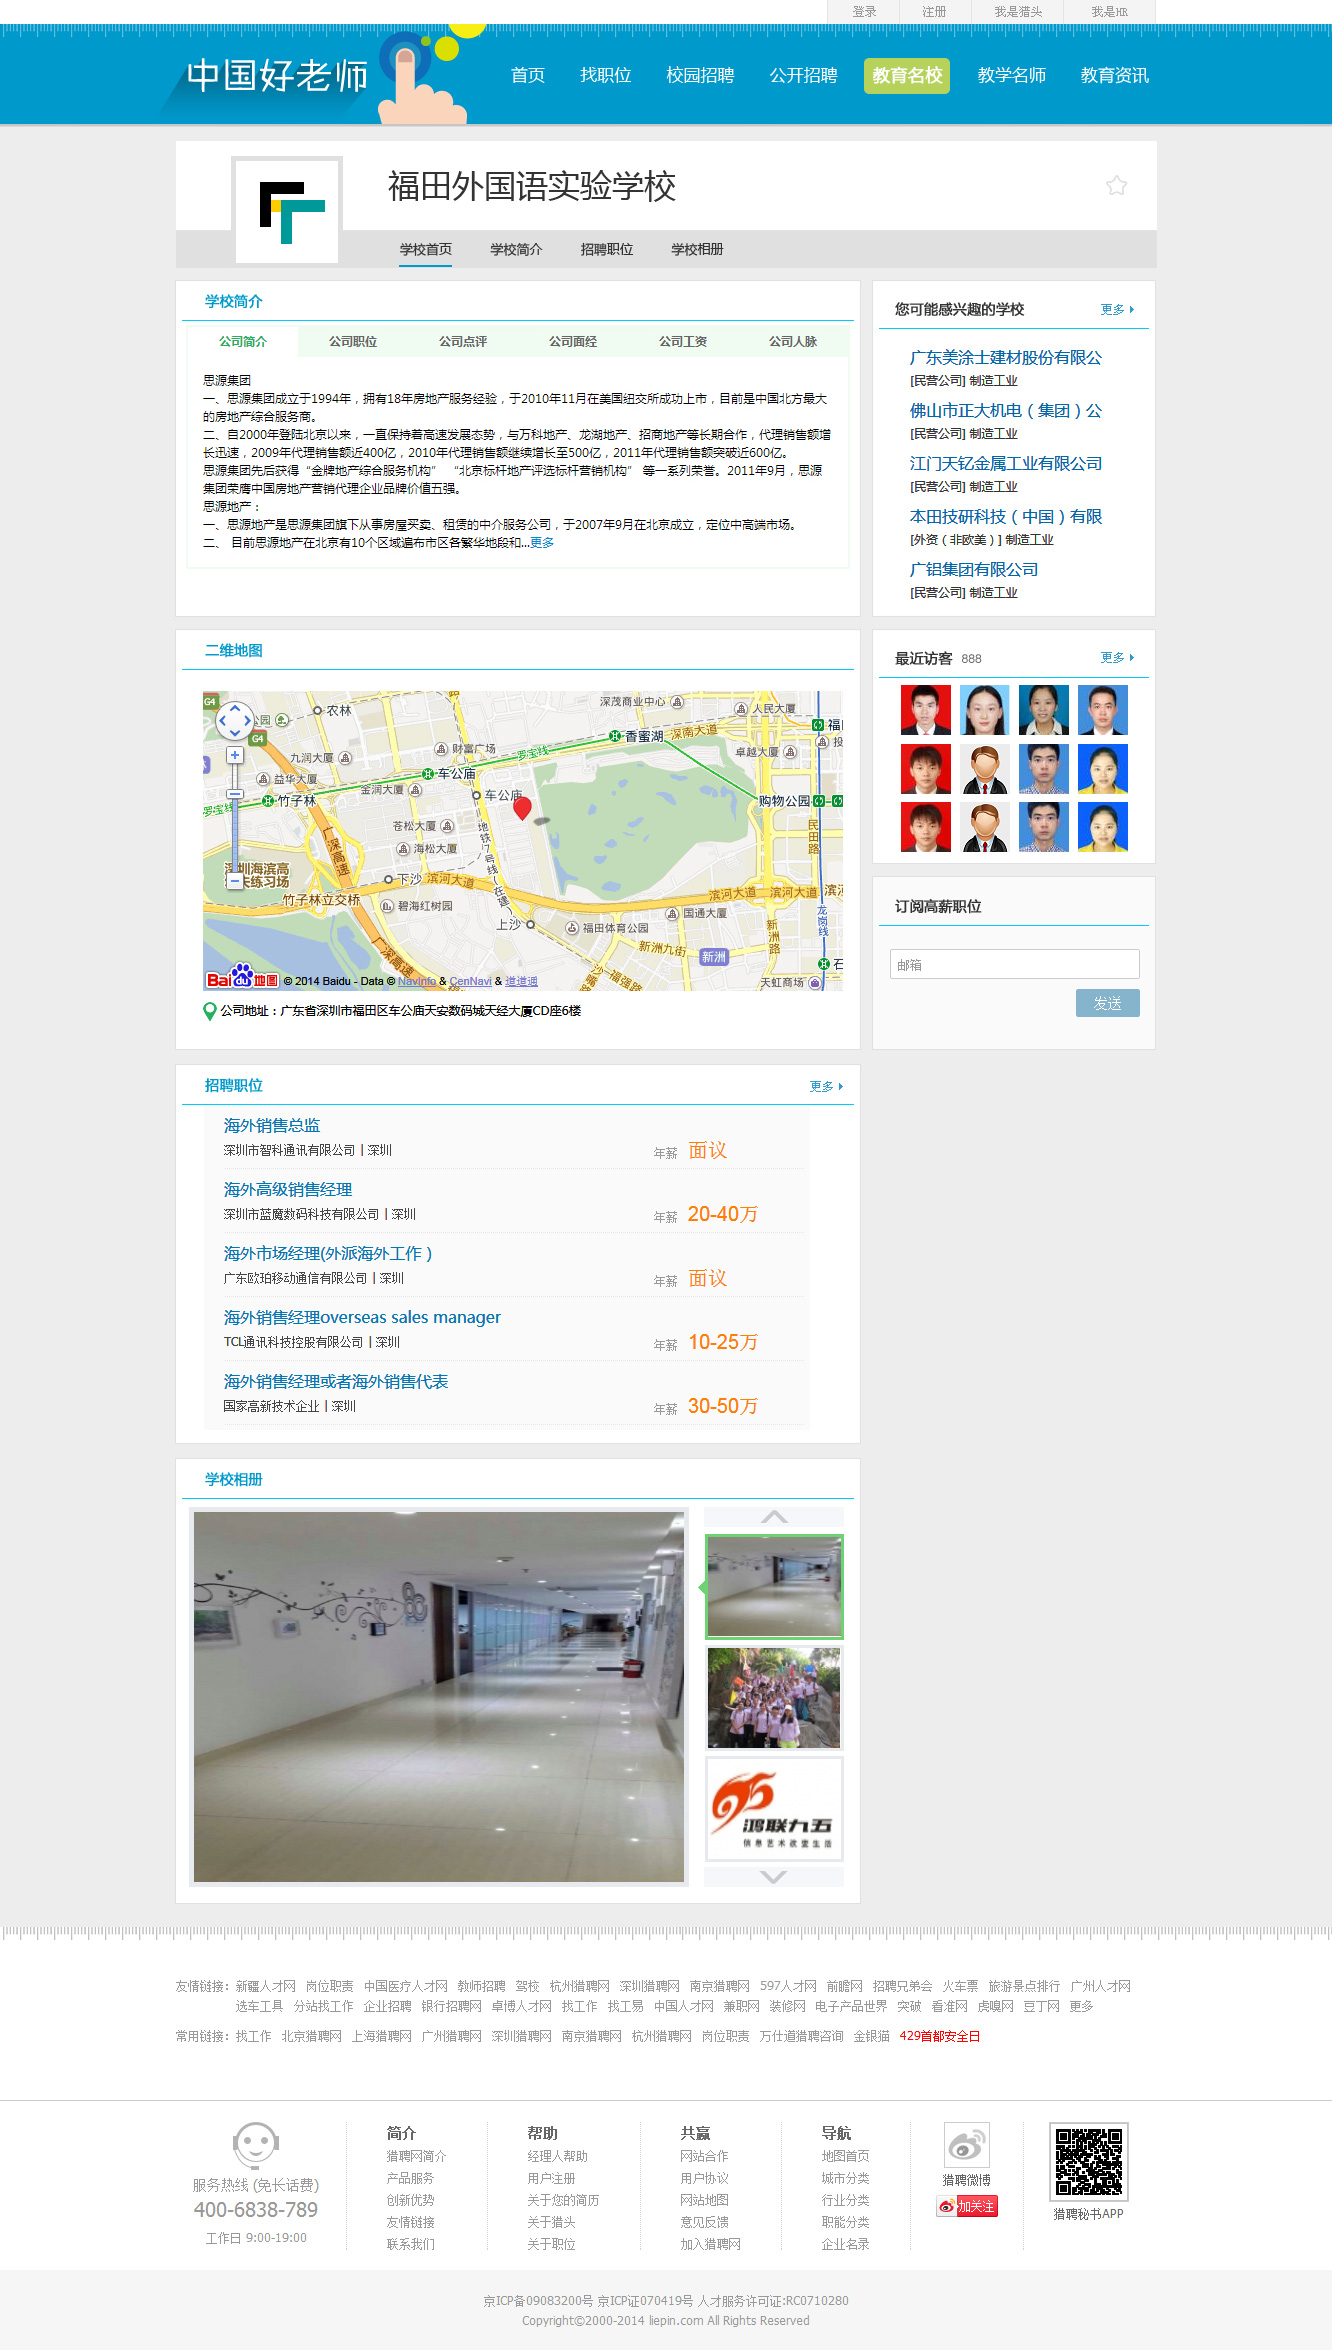 登录 注册 我是猎头 我是HR
中国好老师
首页 找职位 校园招聘 公开招聘 教育名校 教学名师 教育资讯
福田外国语实验学校
学校首页 学校简介 招聘职位 学校相册
学校简介
公司简介 公司职位 公司点评 公司面经 公司工资 公司人脉
思源集团
一、思源集团成立于1994年，拥有18年房地产服务经验，于2010年11月在美国纽交所成功上市，目前是中国北方最大
的房地产综合服务商。
二、自2000年登陆北京以来，一直保持着高速发展态势，与万科地产、龙湖地产、招商地产等长期合作，代理销售额增
长迅速，2009年代理销售额近400亿，2010年代理销售额继续增长至500亿，2011年代理销售额突破近600亿。
思源集团先后获得“金牌地产综合服务机构” “北京标杆地产评选标杆营销机构” 等一系列荣誉。2011年9月，思源
集团荣膺中国房地产营销代理企业品牌价值五强。
思源地产：
一、思源地产是思源集团旗下从事房屋买卖、租赁的中介服务公司，于2007年9月在北京成立，定位中高端市场。
二、 目前思源地产在北京有10个区域遍布市区各繁华地段和...更多
您可能感兴趣的学校 更多
广东美涂士建材股份有限公
[民营公司] 制造工业
佛山市正大机电（集团）公
[民营公司] 制造工业
江门天钇金属工业有限公司
[民营公司] 制造工业
本田技研科技（中国）有限
[外资（非欧美）] 制造工业
广铝集团有限公司
[民营公司] 制造工业
二维地图
G4 公园 农林 深茂商业中心 人民大厦
G4 九润大厦 财富广场 罗宝线 香蜜湖 深南大道 福田
卓越大厦 投
益华大厦 车公庙
罗宝线 竹子林 金润大厦 车公庙 购物公园
苍松大厦 民田路
广深高速 海松大厦 地铁7号线(在建)
深圳海滨高
尔夫练习场 下沙 滨河大道 滨河大道 滨河大道 滨
竹子林立交桥 碧海红树园 国通大厦 龙岗线
上沙 福田体育公园 新洲路
广深高速 新洲九街 新洲 石
金地路 福强路 天虹商场
Bai du 地图 © 2014 Baidu - Data © NavInfo & CenNavi & 道道通
公司地址：广东省深圳市福田区车公庙天安数码城天经大厦CD座6楼
最近访客 888 更多
订阅高薪职位
邮箱
发送
招聘职位 更多
海外销售总监
深圳市智科通讯有限公司 | 深圳 年薪 面议
海外高级销售经理
深圳市蓝魔数码科技有限公司 | 深圳 年薪 20-40万
海外市场经理(外派海外工作）
广东欧珀移动通信有限公司 | 深圳 年薪 面议
海外销售经理overseas sales manager
TCL通讯科技控股有限公司 | 深圳 年薪 10-25万
海外销售经理或者海外销售代表
国家高新技术企业 | 深圳 年薪 30-50万
学校相册
鸿联九五
信息艺术改变生活
友情链接：新疆人才网 岗位职责 中国医疗人才网 教师招聘 驾校 杭州猎聘网 深圳猎聘网 南京猎聘网 597人才网 前瞻网 招聘兄弟会 火车票 旅游景点排行 广州人才网
选车工具 分站找工作 企业招聘 银行招聘网 卓博人才网 找工作 找工易 中国人才网 兼职网 装修网 电子产品世界 突破 看准网 虎嗅网 豆丁网 更多
常用链接：找工作 北京猎聘网 上海猎聘网 广州猎聘网 深圳猎聘网 南京猎聘网 杭州猎聘网 岗位职责 万仕道猎聘咨询 金银猫 429首都安全日
服务热线 (免长话费)
400-6838-789
工作日 9:00-19:00
简介
猎聘网简介
产品服务
创新优势
友情链接
联系我们
帮助
经理人帮助
用户注册
关于您的简历
关于猎头
关于职位
共赢
网站合作
用户协议
网站地图
意见反馈
加入猎聘网
导航
地图首页
城市分类
行业分类
职能分类
企业名录
猎聘微博
加关注
猎聘秘书APP
京ICP备09083200号 京ICP证070419号 人才服务许可证:RC0710280
Copyright©2000-2014 liepin.com All Rights Reserved